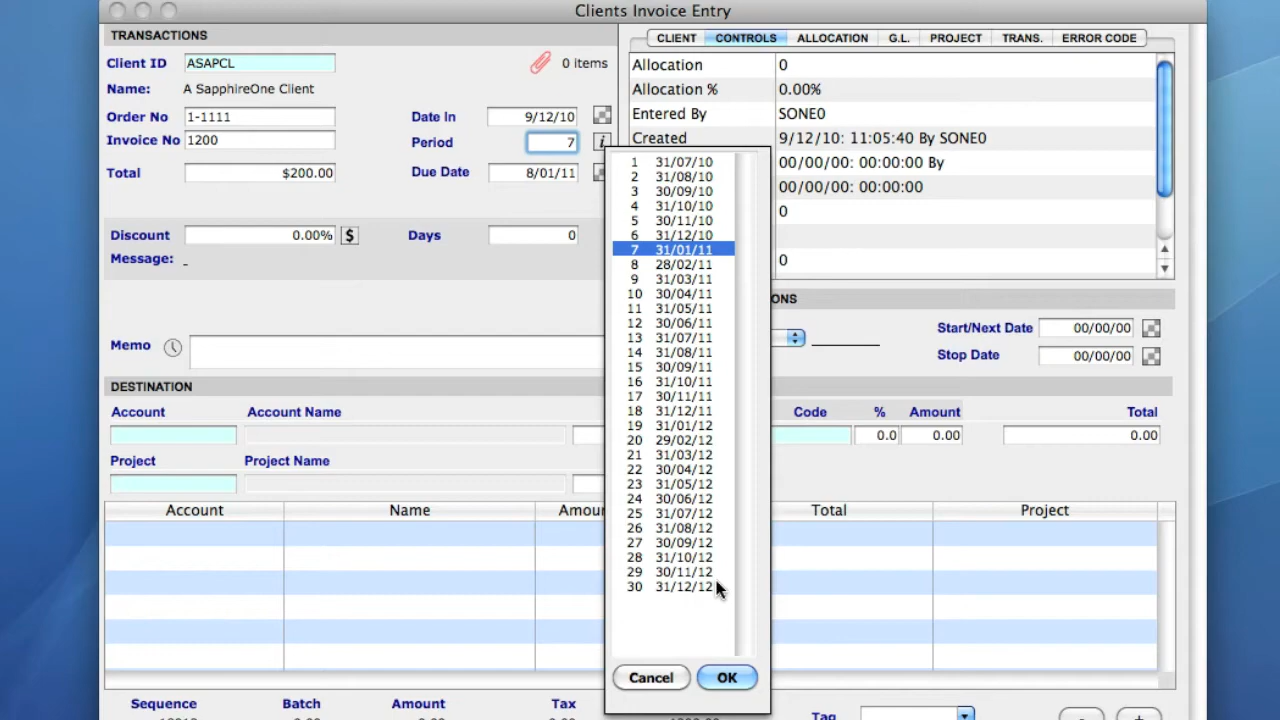 Clients Invoice Entry
TRANSACTIONS
CLIENT CONTROLS ALLOCATION G.L. PROJECT TRANS. ERROR CODE
Client ID ASAPCL 0 items
Name: A SapphireOne Client
Order No 1-1111 Date In 9/12/10
Invoice No 1200 Period 7
Total $200.00 Due Date 8/01/11
Discount 0.00% $ Days 0
Message: -
Allocation 0
Allocation % 0.00%
Entered By SONE0
Created 9/12/10: 11:05:40 By SONE0
00/00/00: 00:00:00 By
00/00/00: 00:00:00
0
0
1 31/07/10
2 31/08/10
3 30/09/10
4 31/10/10
5 30/11/10
6 31/12/10
7 31/01/11
8 28/02/11
9 31/03/11
10 30/04/11
11 31/05/11
12 30/06/11
13 31/07/11
14 31/08/11
15 30/09/11
16 31/10/11
17 30/11/11
18 31/12/11
19 31/01/12
20 29/02/12
21 31/03/12
22 30/04/12
23 31/05/12
24 30/06/12
25 31/07/12
26 31/08/12
27 30/09/12
28 31/10/12
29 30/11/12
30 31/12/12
Cancel OK
ONS
Start/Next Date 00/00/00
Stop Date 00/00/00
Memo
DESTINATION
Account Account Name Code % Amount Total
0.0 0.00 0.00
Project Project Name
Account Name Amou Total Project
Sequence Batch Amount Tax
Tag - +